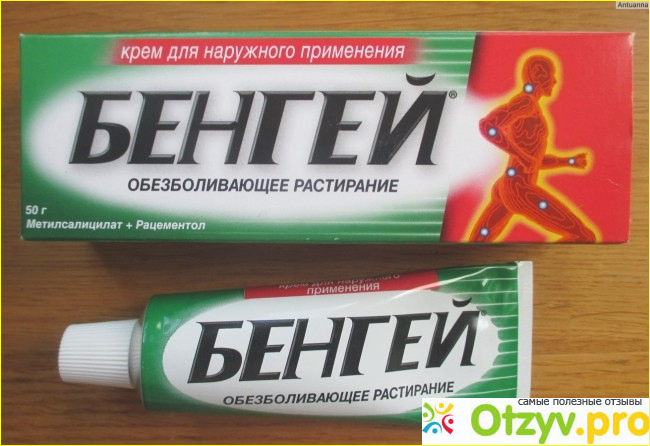 Antuanna
крем для наружного применения
БЕНГЕЙ®
ОБЕЗБОЛИВАЮЩЕЕ РАСТИРАНИЕ
50 г
Метилсалицилат + Рацементол
крем для наружного
применения
БЕНГЕЙ®
ОБЕЗБОЛИВАЮЩЕЕ РАСТИРАНИЕ
самые полезные отзывы
Otzyv.pro